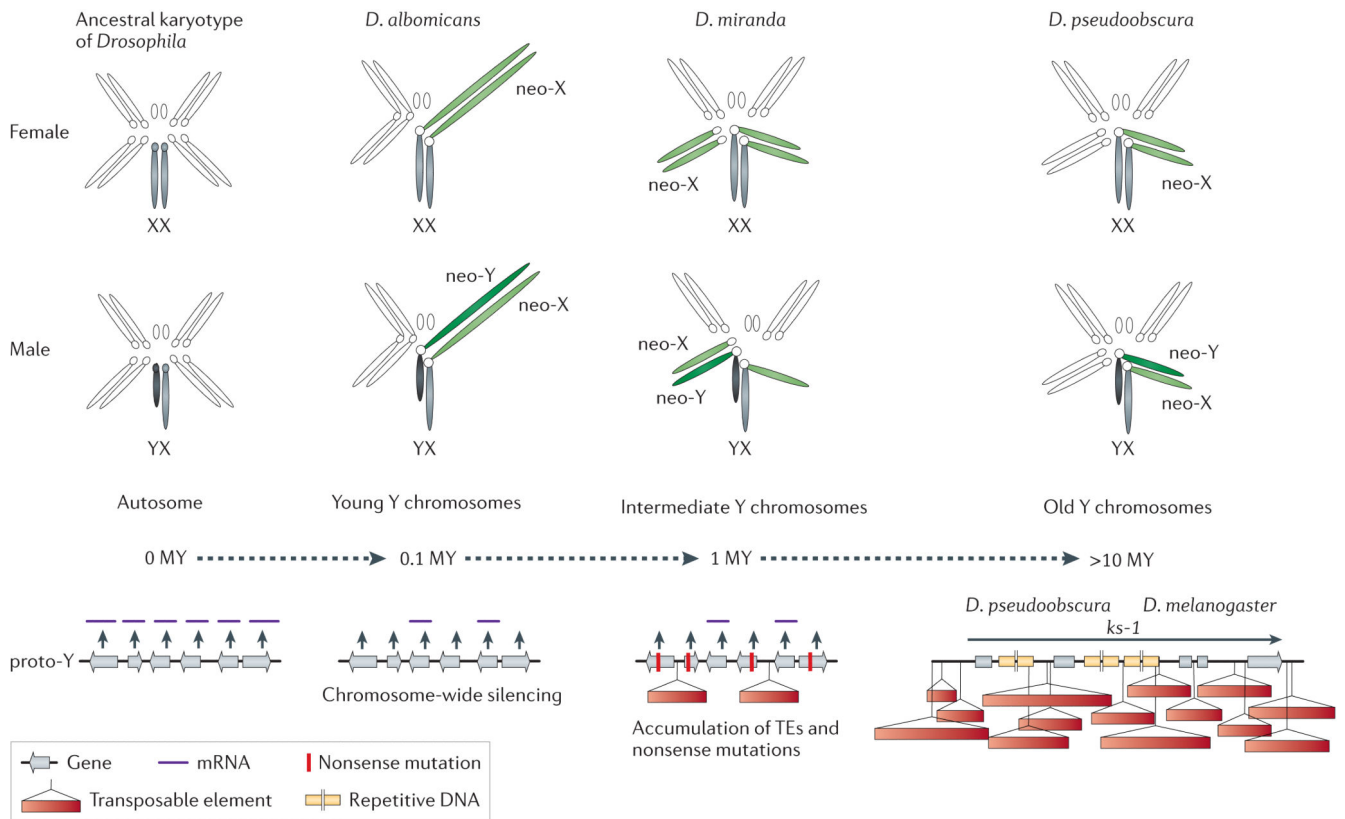 Ancestral karyotype
of Drosophila
D. albomicans
D. miranda
D. pseudoobscura
Female
neo-X
neo-X
neo-X
XX
XX
XX
XX
Male
neo-Y
neo-X
neo-X
neo-Y
neo-Y
neo-X
YX
YX
YX
YX
Autosome
Young Y chromosomes
Intermediate Y chromosomes
Old Y chromosomes
0 MY
0.1 MY
1 MY
>10 MY
D. pseudoobscura
D. melanogaster
ks-1
proto-Y
Chromosome-wide silencing
Accumulation of TEs and
nonsense mutations
Gene
mRNA
Nonsense mutation
Transposable element
Repetitive DNA